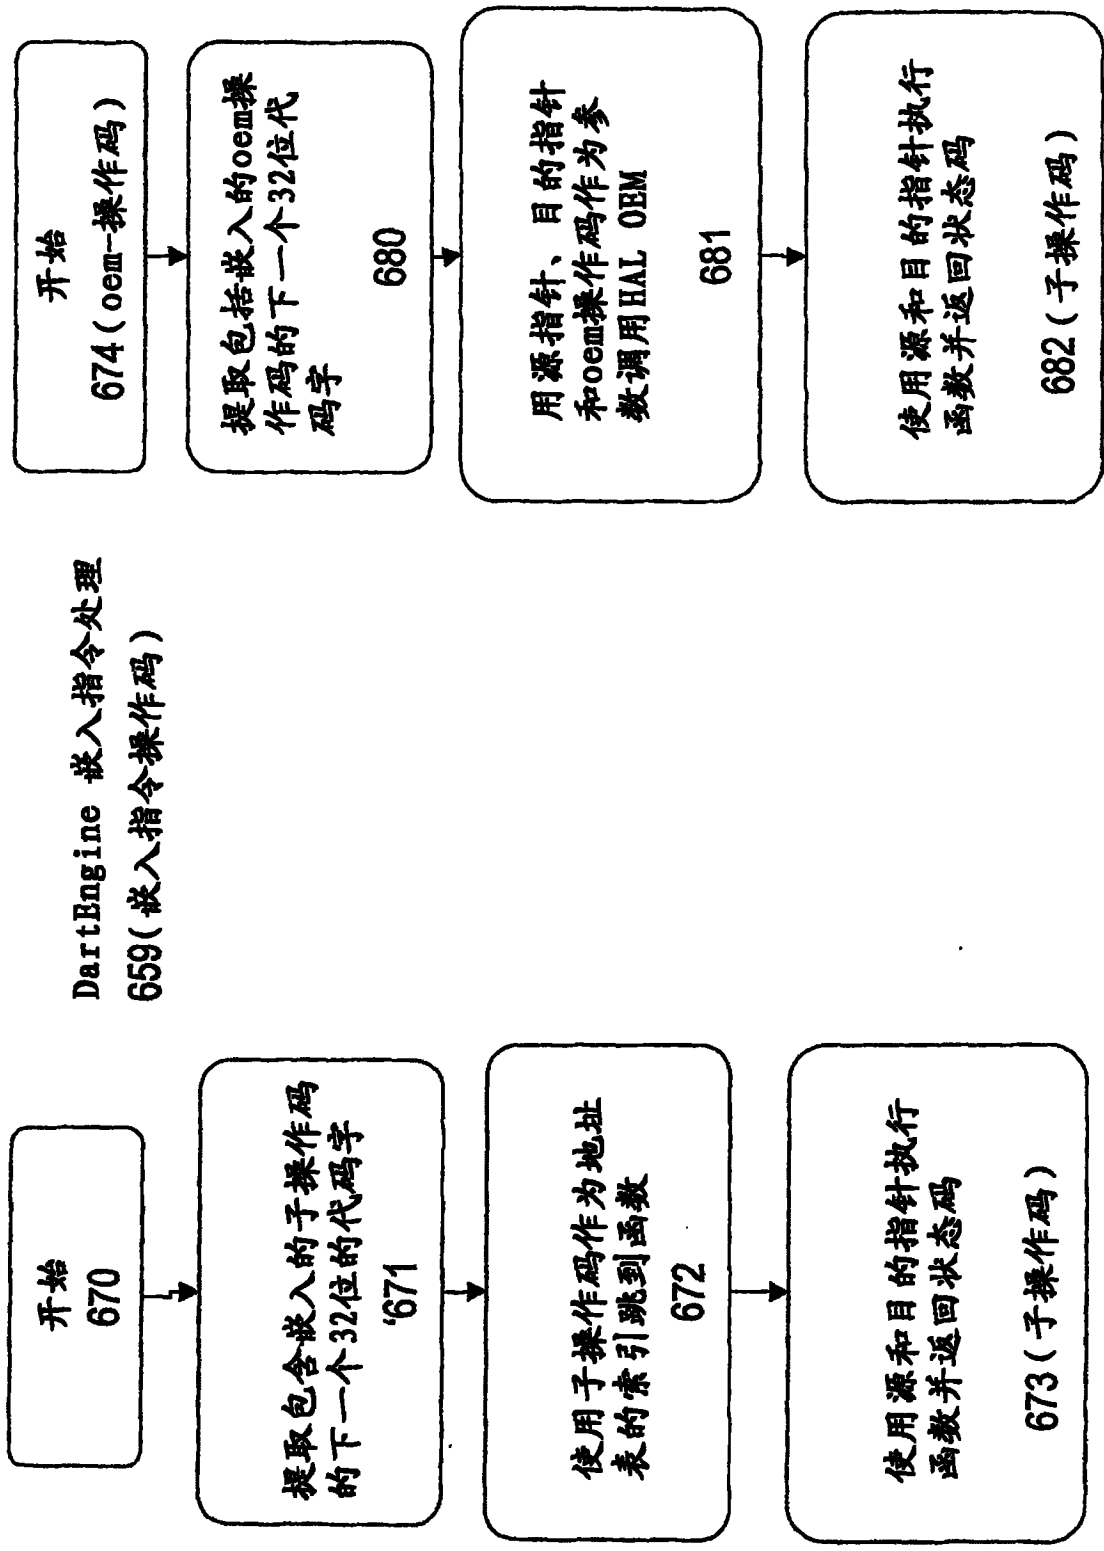 DartEngine 嵌入指令处理
659(嵌入指令操作码)
开始
670
提取包含嵌入的子操作码
的下一个32位的代码字
'671
使用子操作码作为地址
表的索引跳到函数
672
使用源和目的指针执行
函数并返回状态码
673(子操作码)
开始
674(oem-操作码)
提取包括嵌入的oem操
作码的下一个32位代
码字
680
用源指针、目的指针
和oem操作码作为参
数调用HAL OEM
681
使用源和目的指针执行
函数并返回状态码
682(子操作码)